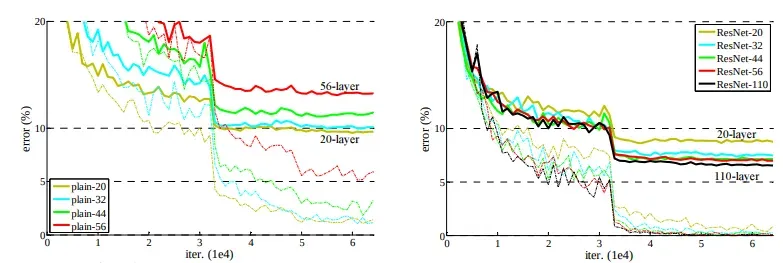 20
10
5
0
error (%)
56-layer
20-layer
plain-20
plain-32
plain-44
plain-56
0 1 2 3 4 5 6
iter. (1e4)
20
10
5
0
error (%)
ResNet-20
ResNet-32
ResNet-44
ResNet-56
ResNet-110
20-layer
110-layer
0 1 2 3 4 5 6
iter. (1e4)